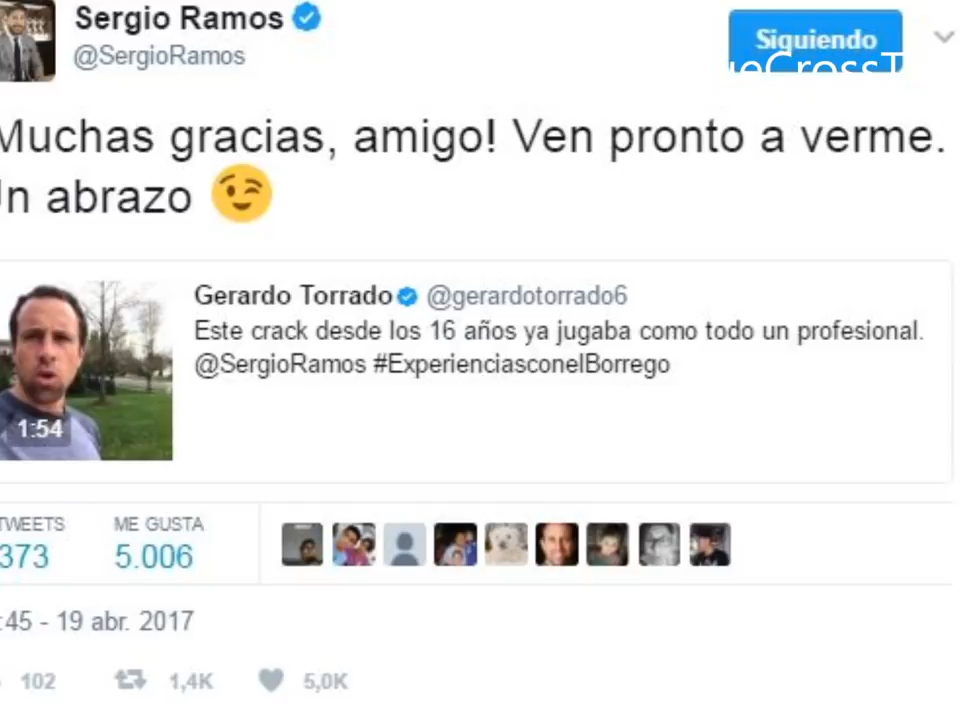 Sergio Ramos
@SergioRamos
Siguiendo
Muchas gracias, amigo! Ven pronto a verme.
Un abrazo
Gerardo Torrado @gerardotorrado6
Este crack desde los 16 años ya jugaba como todo un profesional.
@SergioRamos #ExperienciasconelBorrego
1:54
TWEETS ME GUSTA
373 5.006
:45 - 19 abr. 2017
102 1,4K 5,0K